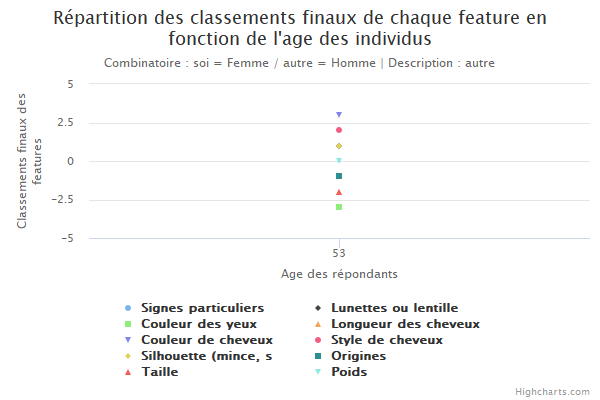 Répartition des classements finaux de chaque feature en
fonction de l'age des individus
Combinatoire : soi = Femme / autre = Homme | Description : autre
Classements finaux des
features
5
2.5
0
−2.5
−5
53
Age des répondants
Signes particuliers
Lunettes ou lentille
Couleur des yeux
Longueur des cheveux
Couleur de cheveux
Style de cheveux
Silhouette (mince, s
Origines
Taille
Poids
Highcharts.com